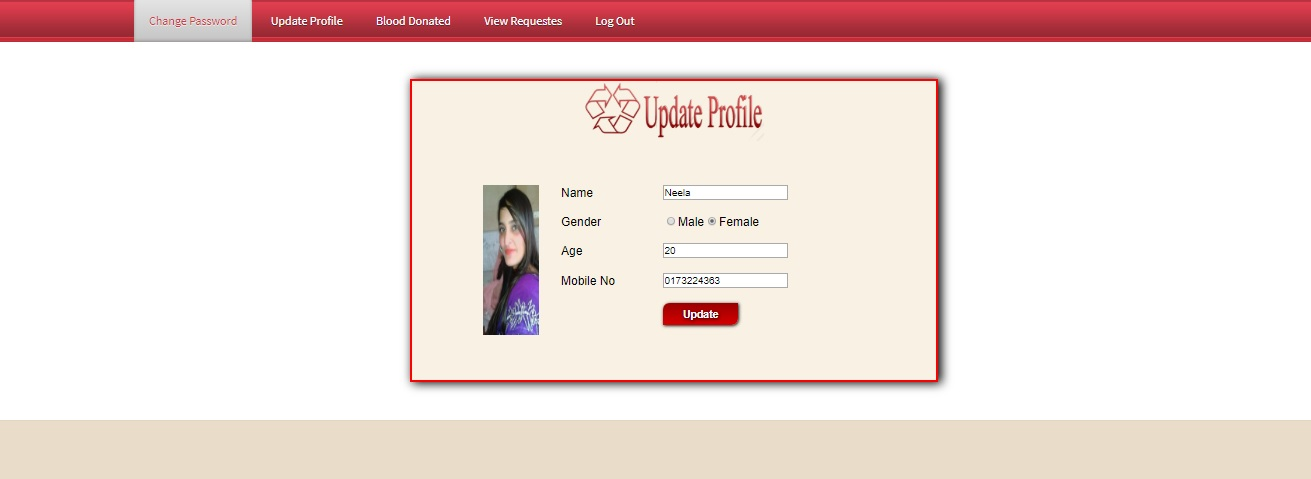 Change Password Update Profile Blood Donated View Requestes Log Out
Update Profile
Name Neela
Gender Male Female
Age 20
Mobile No 0173224363
Update